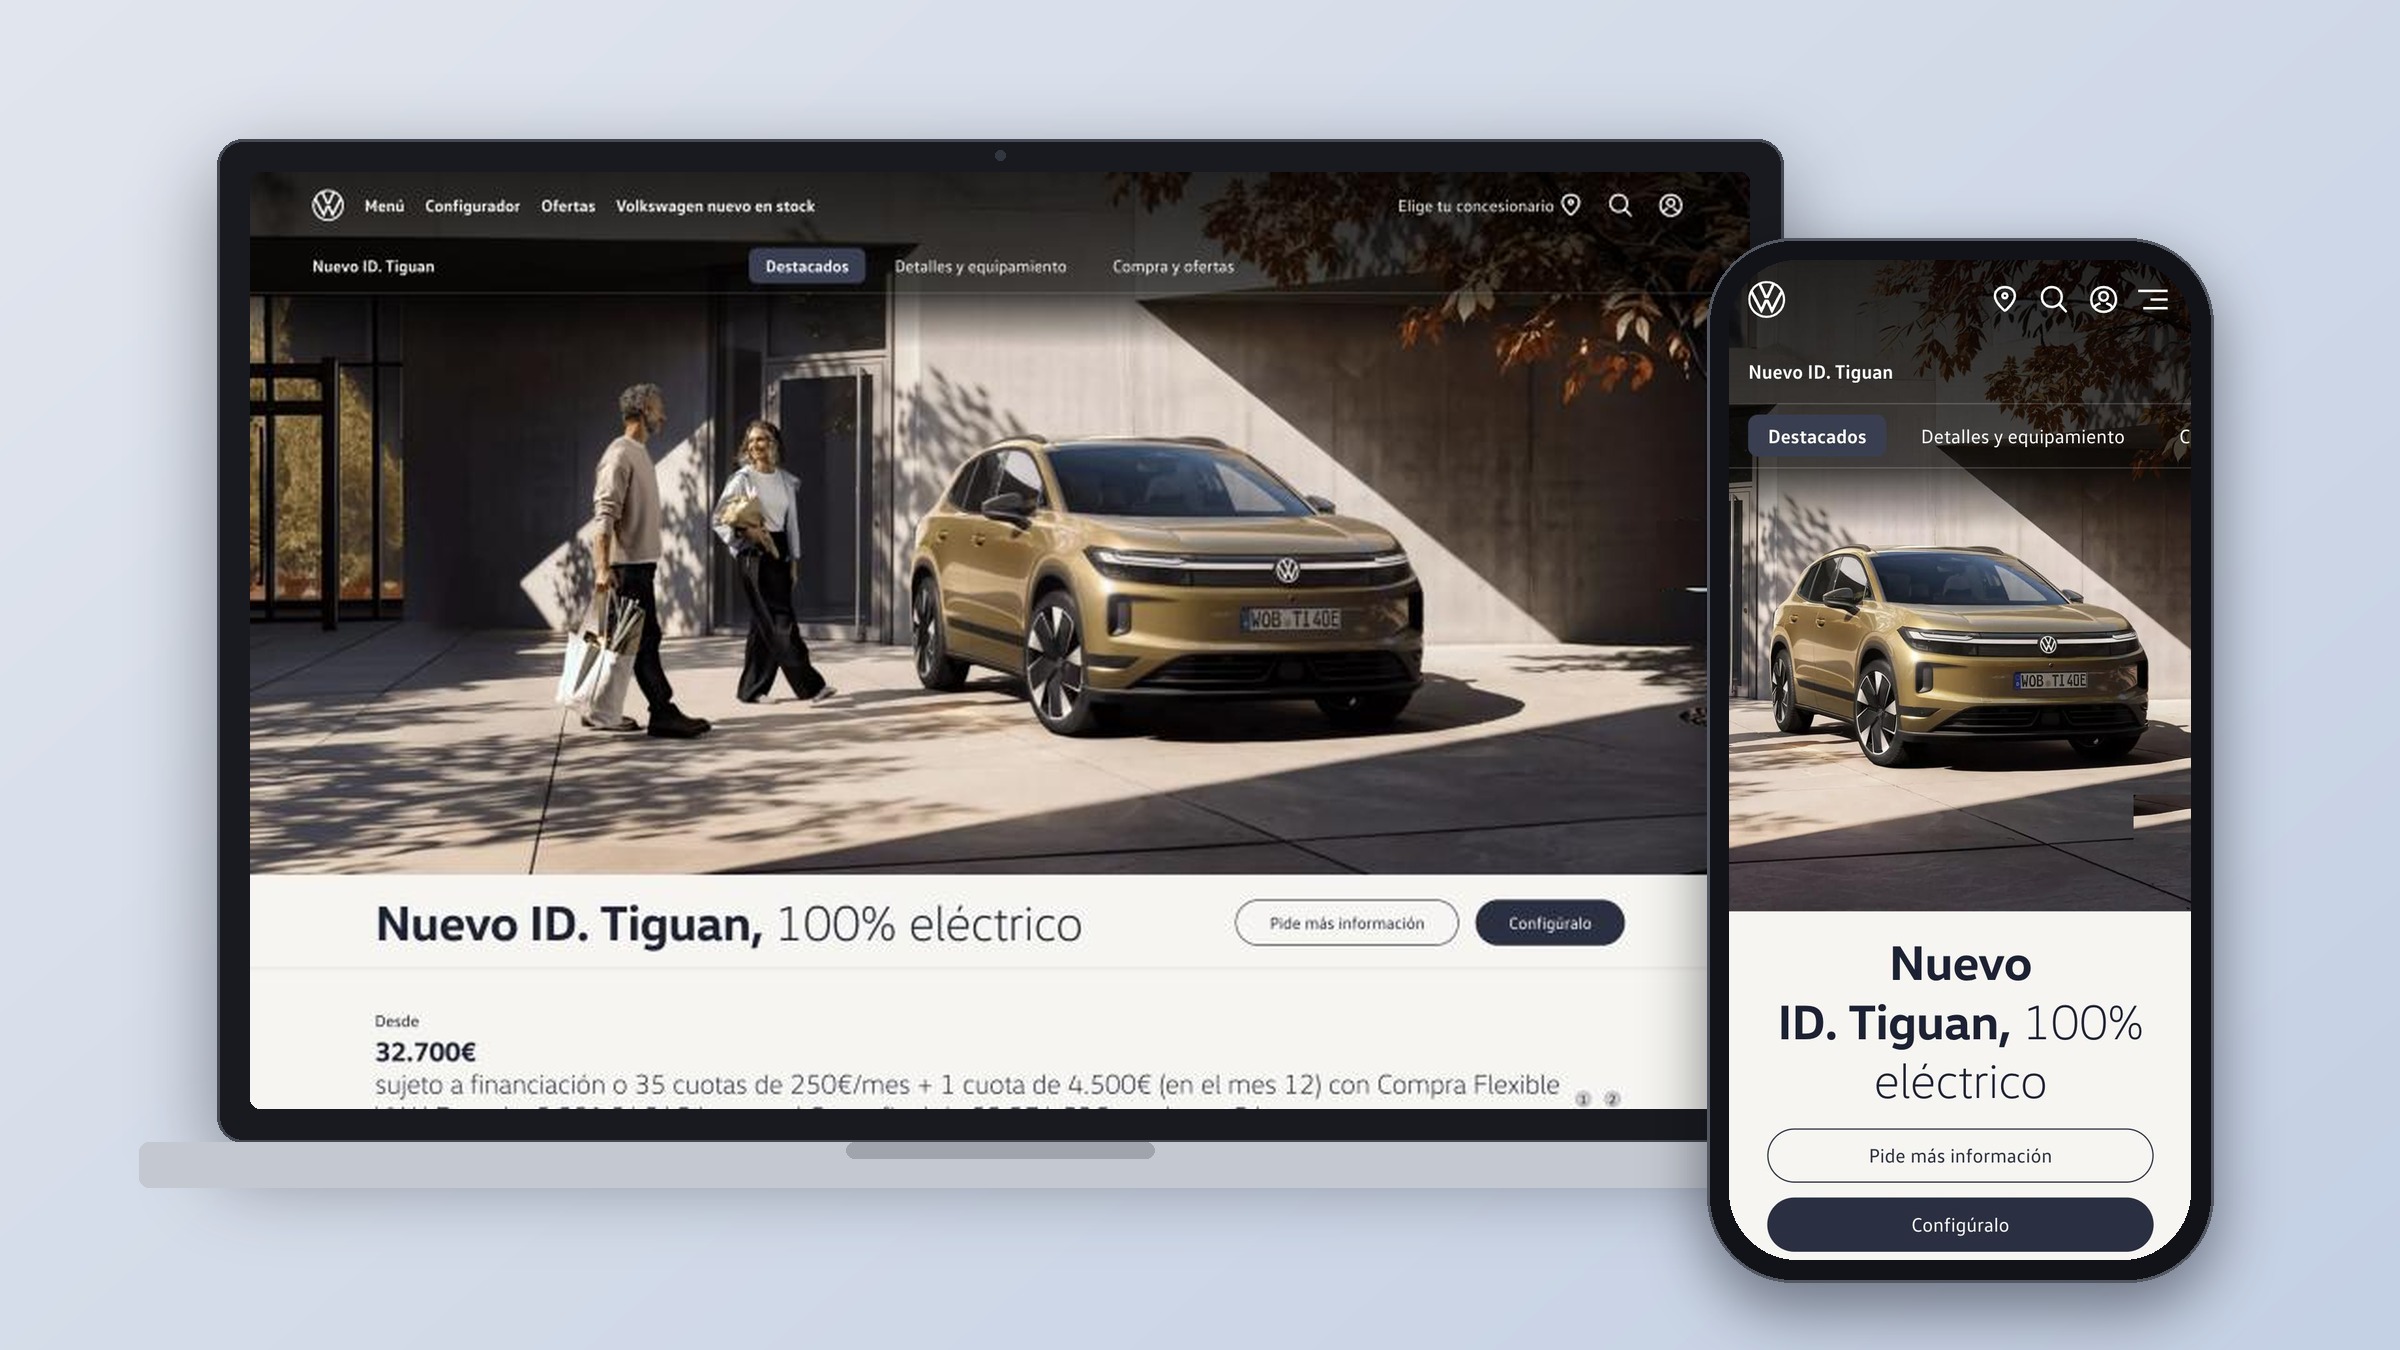 Menú Configurador Ofertas Volkswagen nuevo en stock
Elige tu concesionario
Nuevo ID. Tiguan
Destacados Detalles y equipamiento Compra y ofertas
WOB TI 40E
Nuevo ID. Tiguan, 100% eléctrico
Pide más información
Configúralo
Desde
32.700€
sujeto a financiación o 35 cuotas de 250€/mes + 1 cuota de 4.500€ (en el mes 12) con Compra Flexible
1 2
Nuevo ID. Tiguan
Destacados Detalles y equipamiento C
WOB TI 40E
Nuevo
ID. Tiguan, 100%
eléctrico
Pide más información
Configúralo